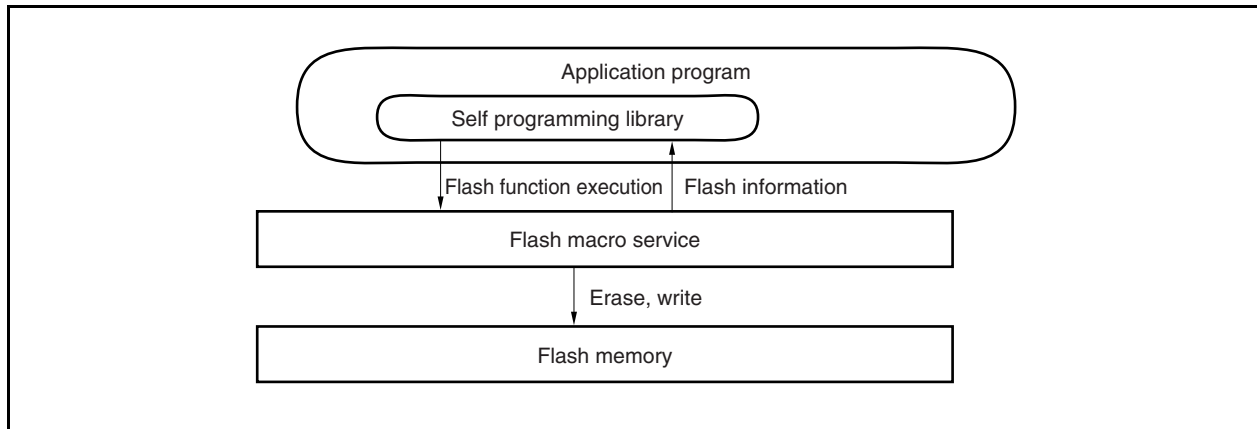 Application program
Self programming library
Flash function execution
Flash information
Flash macro service
Erase, write
Flash memory